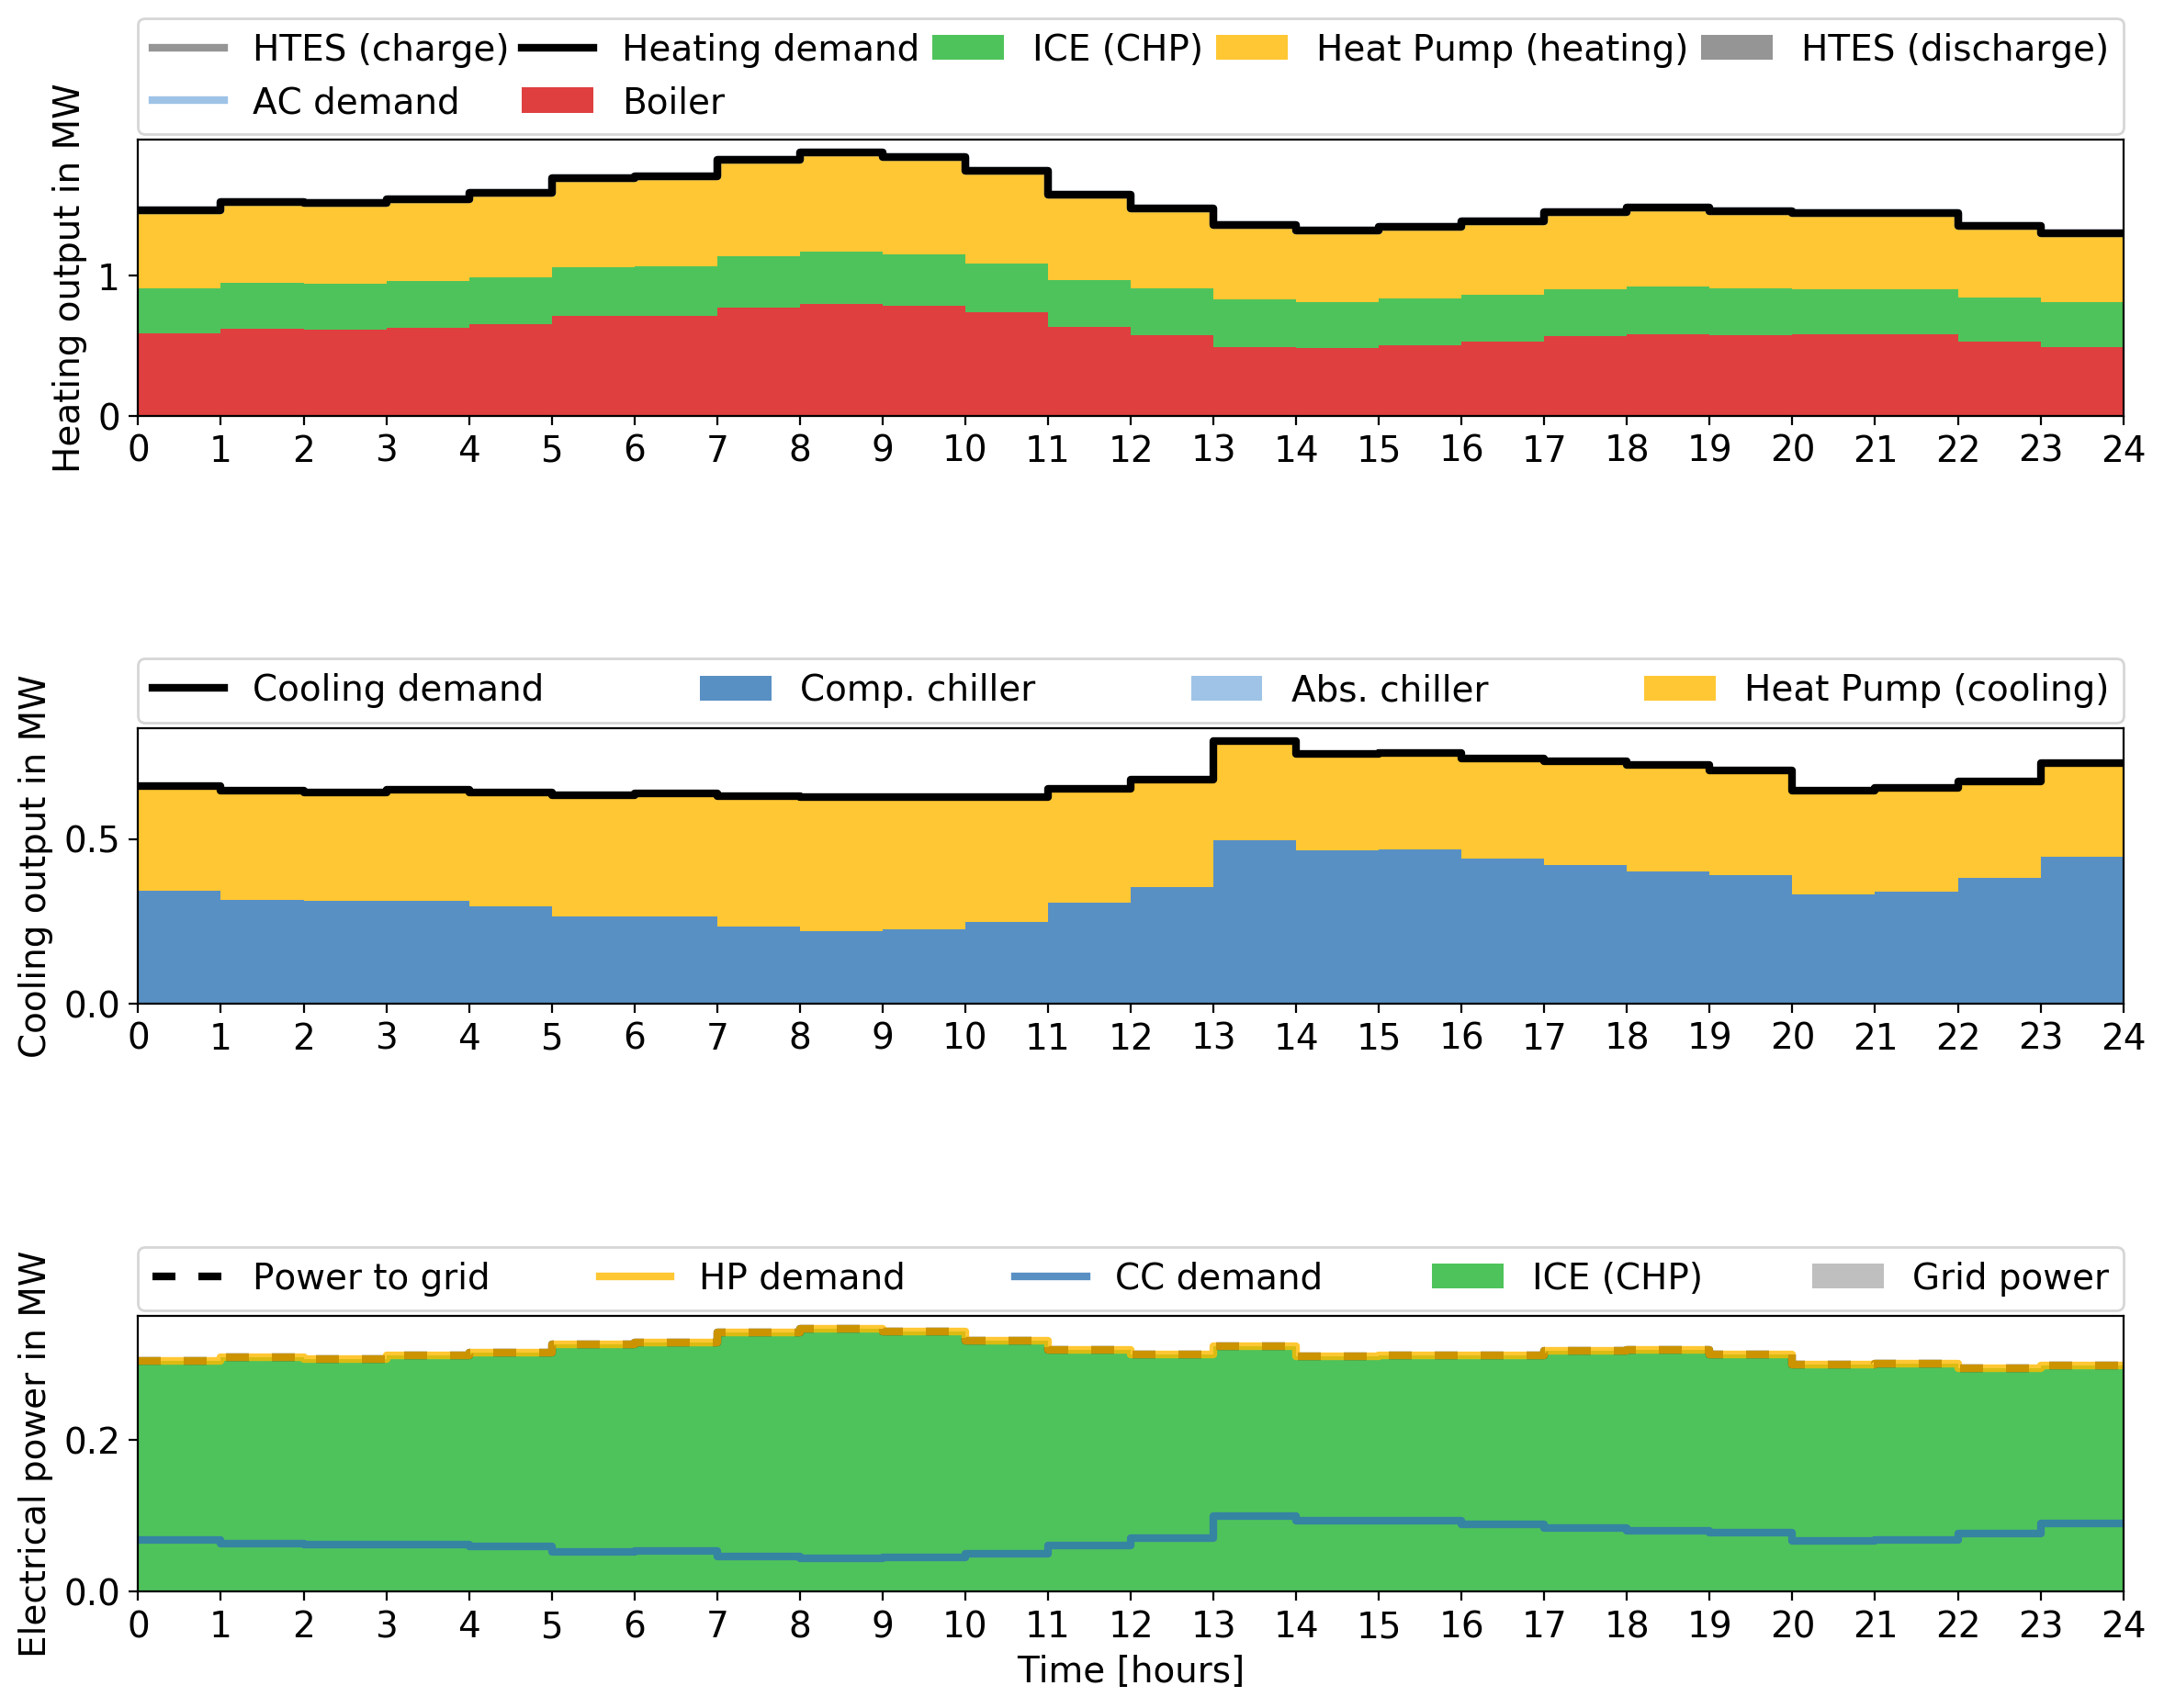 HTES (charge) Heating demand ICE (CHP) Heat Pump (heating) HTES (discharge)
AC demand Boiler
Heating output in MW
1
0
0 1 2 3 4 5 6 7 8 9 10 11 12 13 14 15 16 17 18 19 20 21 22 23 24
Cooling demand Comp. chiller Abs. chiller Heat Pump (cooling)
Cooling output in MW
0.5
0.0
0 1 2 3 4 5 6 7 8 9 10 11 12 13 14 15 16 17 18 19 20 21 22 23 24
Power to grid HP demand CC demand ICE (CHP) Grid power
Electrical power in MW
0.2
0.0
0 1 2 3 4 5 6 7 8 9 10 11 12 13 14 15 16 17 18 19 20 21 22 23 24
Time [hours]